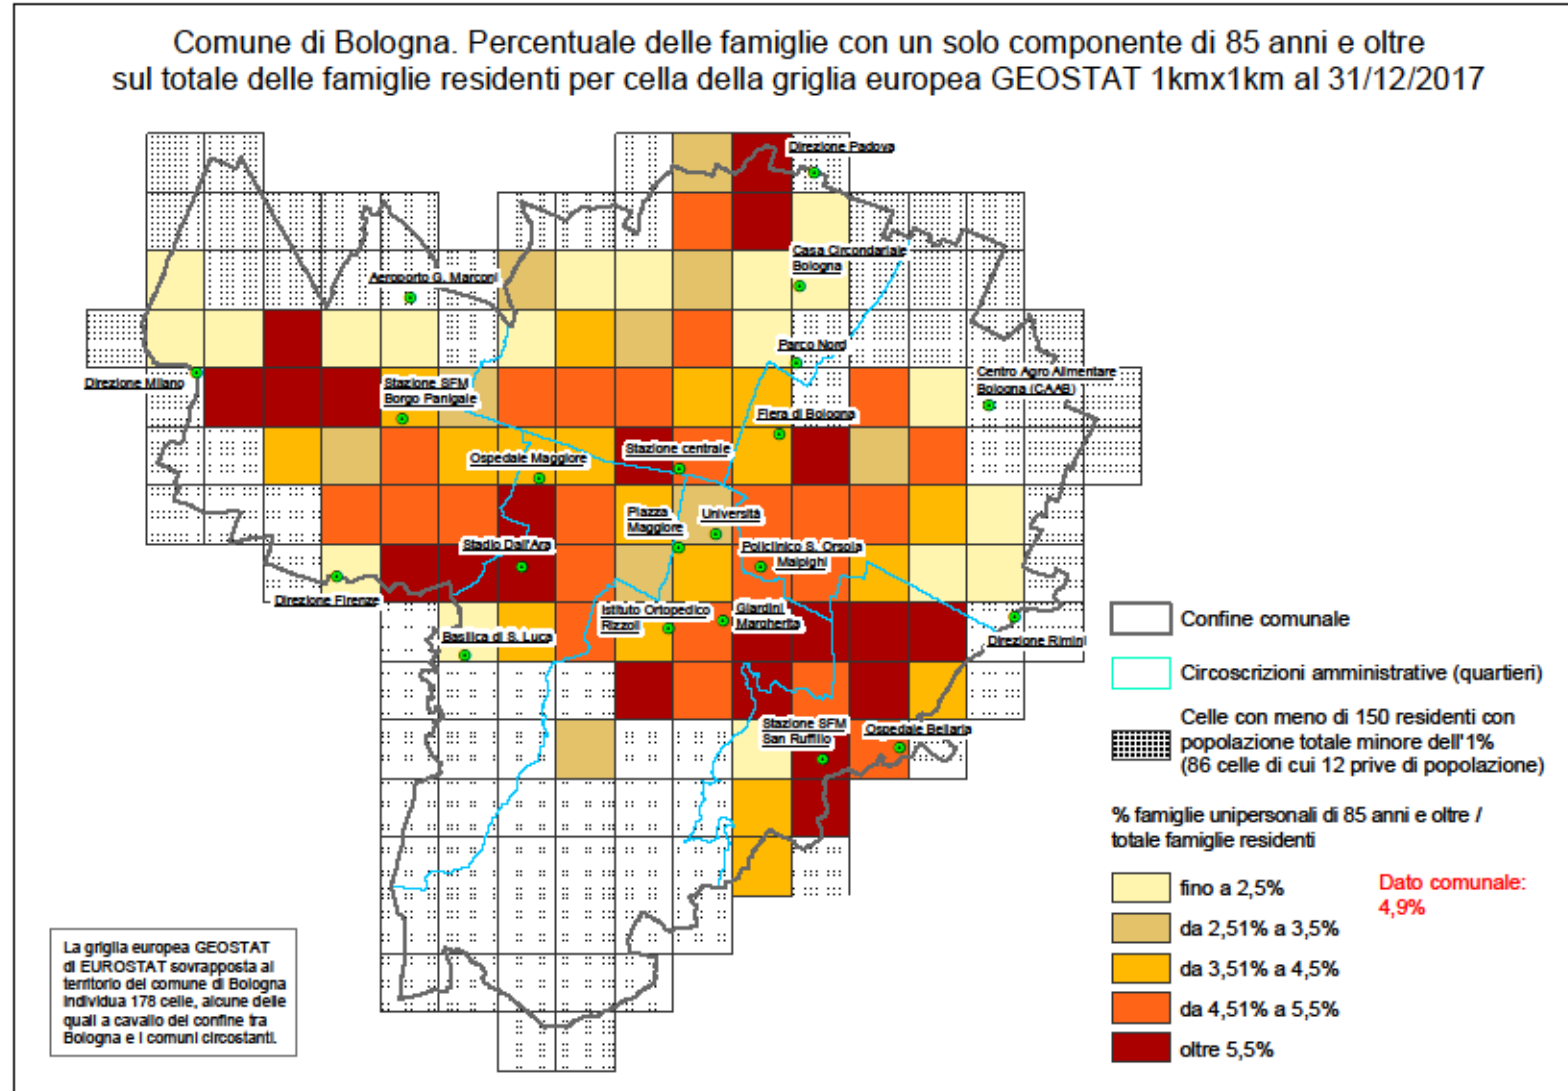 Comune di Bologna. Percentuale delle famiglie con un solo componente di 85 anni e oltre
sul totale delle famiglie residenti per cella della griglia europea GEOSTAT 1kmx1km al 31/12/2017
Direzione Padova
Casa Circondariale
Bologna
Aeroporto G. Marconi
Parco Nord
Direzione Milano
Stazione SFM
Borgo Panigale
Centro Agro Alimentare
Bologna (CAAB)
Fiera di Bologna
Ospedale Maggiore
Stazione centrale
Piazza
Maggiore
Università
Stadio Dall'Ara
Policlinico S. Orsola
Malpighi
Direzione Firenze
Istituto Ortopedico
Rizzoli
Giardini
Margherita
Basilica di S. Luca
Direzione Rimini
Stazione SFM
San Ruffillo
Ospedale Bellaria
Confine comunale
Circoscrizioni amministrative (quartieri)
Celle con meno di 150 residenti con
popolazione totale minore dell'1%
(86 celle di cui 12 prive di popolazione)
% famiglie unipersonali di 85 anni e oltre /
totale famiglie residenti
fino a 2,5%
da 2,51% a 3,5%
da 3,51% a 4,5%
da 4,51% a 5,5%
oltre 5,5%
Dato comunale:
4,9%
La griglia europea GEOSTAT
di EUROSTAT sovrapposta al
territorio del comune di Bologna
individua 178 celle, alcune delle
quali a cavallo del confine tra
Bologna e i comuni circostanti.